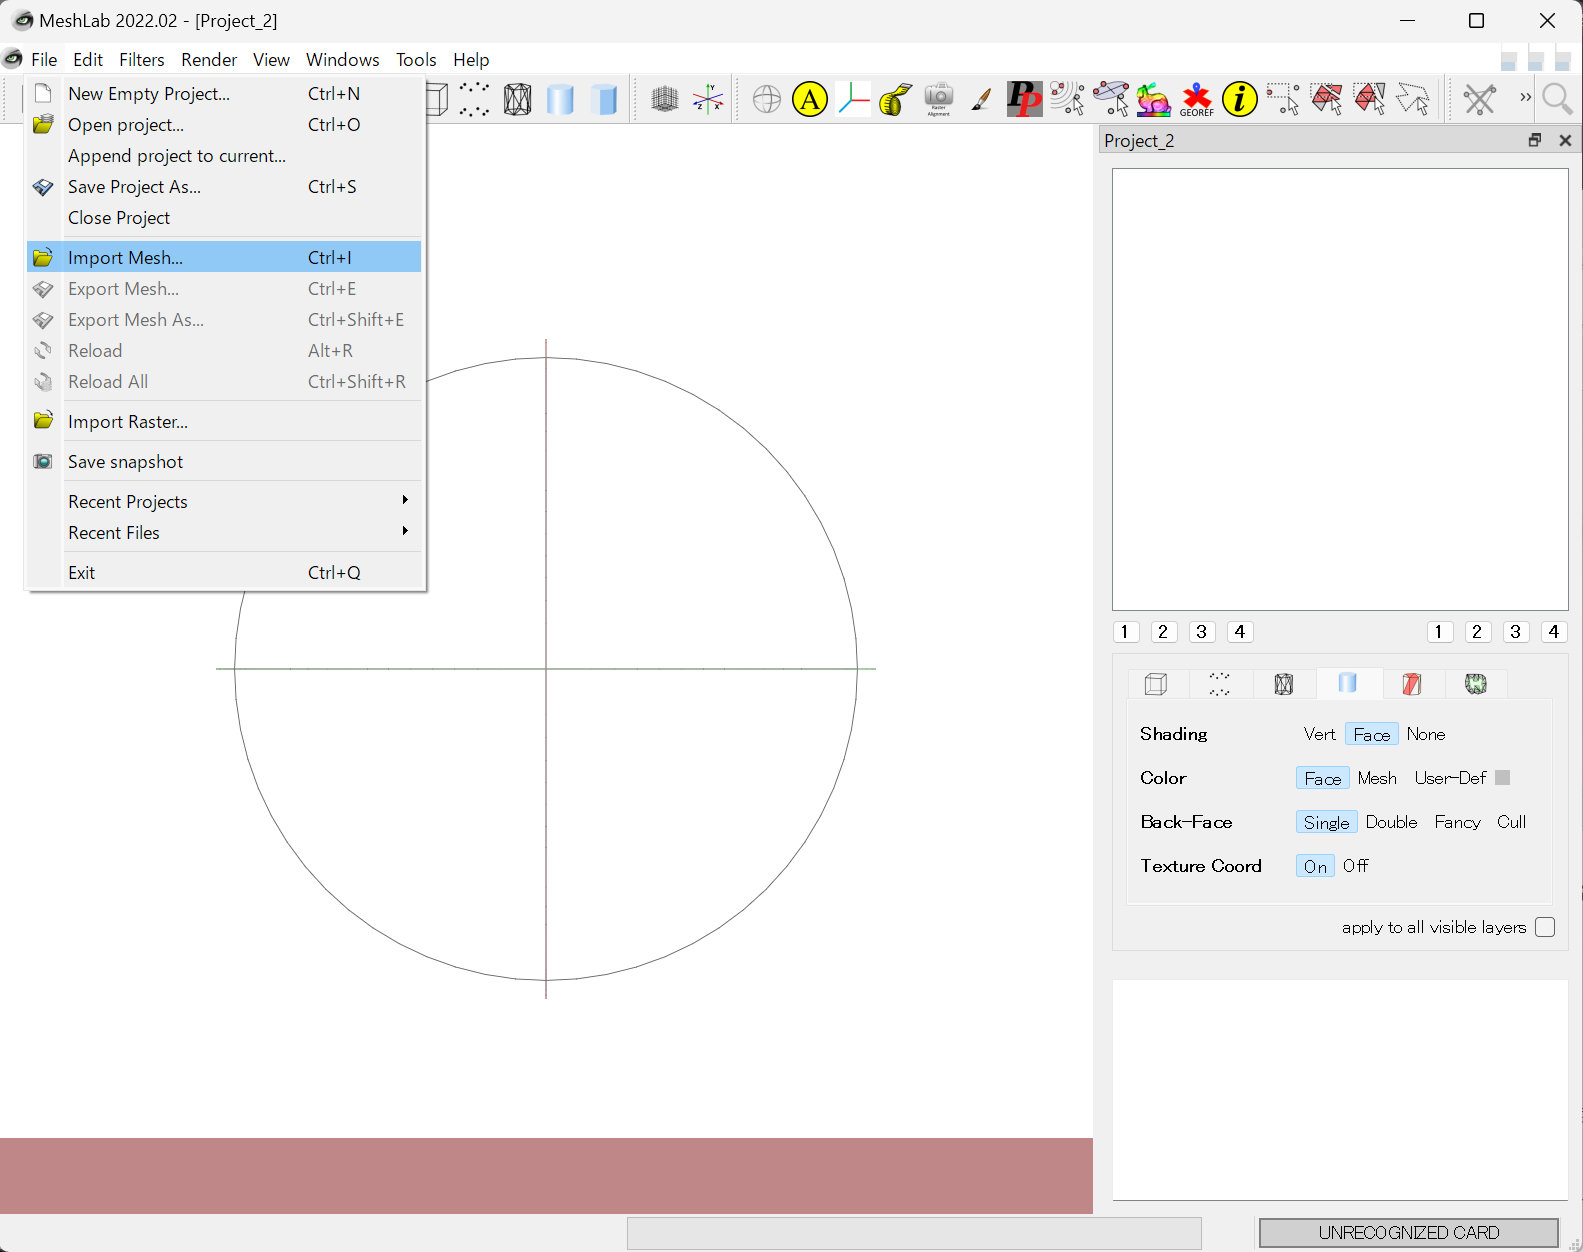 MeshLab 2022.02 - [Project_2]
File Edit Filters Render View Windows Tools Help
New Empty Project... Ctrl+N
Open project... Ctrl+O
Append project to current...
Save Project As... Ctrl+S
Close Project
Import Mesh... Ctrl+I
Export Mesh... Ctrl+E
Export Mesh As... Ctrl+Shift+E
Reload Alt+R
Reload All Ctrl+Shift+R
Import Raster...
Save snapshot
Recent Projects
Recent Files
Exit Ctrl+Q
Y
Z X
A
Raster
Alignment
PP
GEOREF
i
Project_2
1 2 3 4 1 2 3 4
Shading Vert Face None
Color Face Mesh User-Def
Back-Face Single Double Fancy Cull
Texture Coord On Off
apply to all visible layers
UNRECOGNIZED CARD